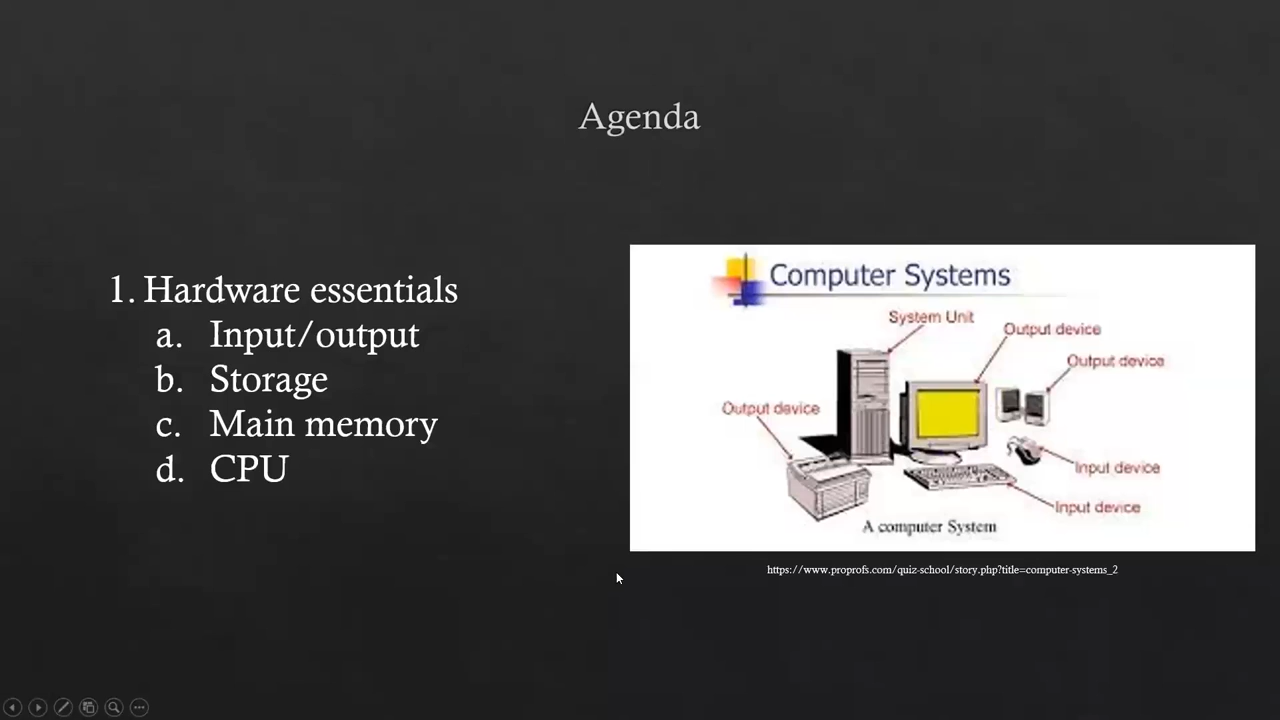 Agenda
1. Hardware essentials
a. Input/output
b. Storage
c. Main memory
d. CPU
Computer Systems
System Unit
Output device
Output device
Output device
Input device
Input device
A computer System
https://www.proprofs.com/quiz-school/story.php?title=computer-systems_2